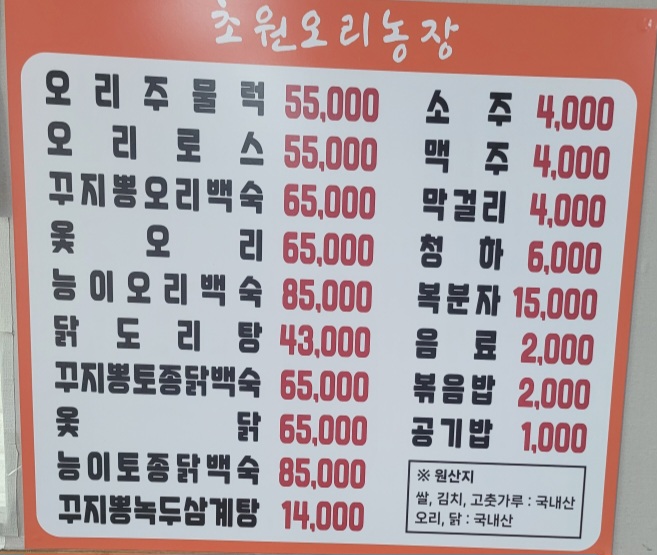 초원오리농장
오리주물럭 55,000
오리로스 55,000
꾸지뽕오리백숙 65,000
옻오리 65,000
능이오리백숙 85,000
닭도리탕 43,000
꾸지뽕토종닭백숙 65,000
옻닭 65,000
능이토종닭백숙 85,000
꾸지뽕녹두삼계탕 14,000
소주 4,000
맥주 4,000
막걸리 4,000
청하 6,000
복분자 15,000
음료 2,000
볶음밥 2,000
공기밥 1,000
※ 원산지
쌀, 김치, 고춧가루 : 국내산
오리, 닭 : 국내산